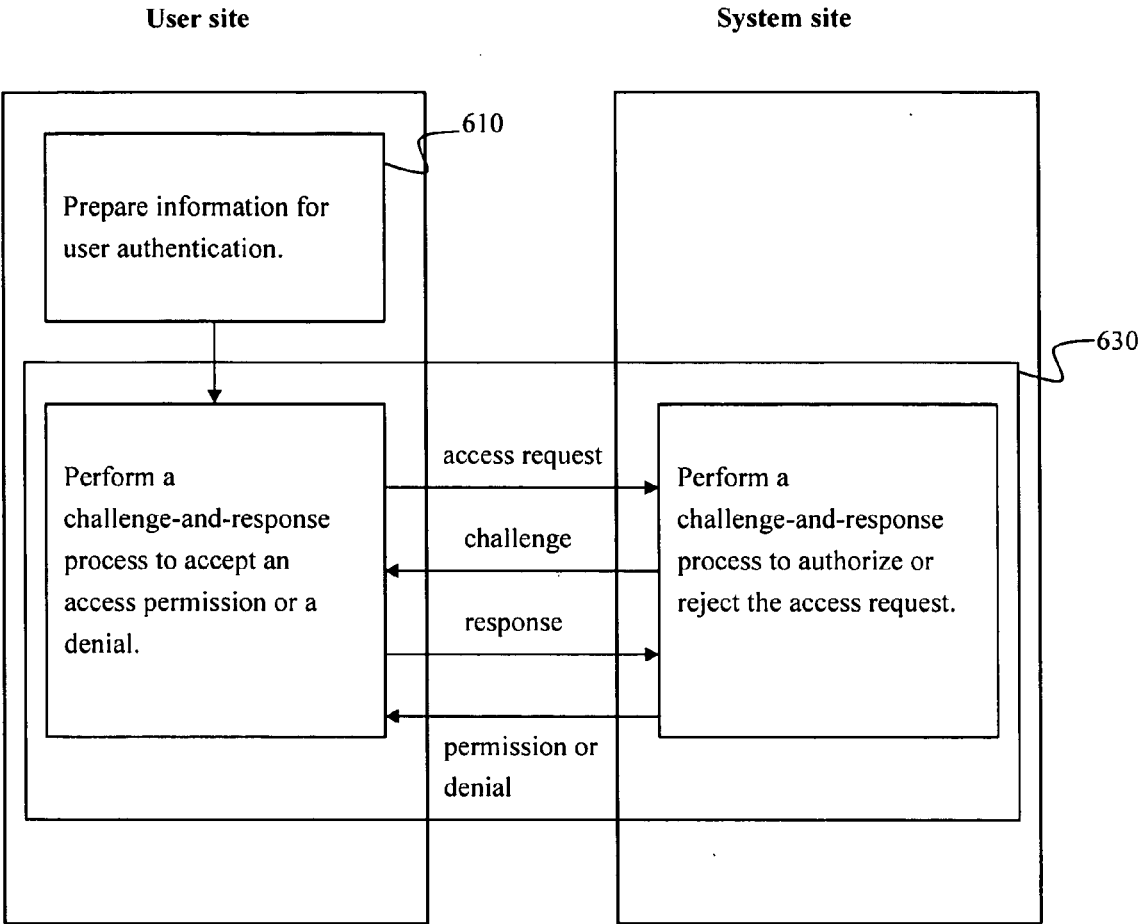 User site
System site
610
Prepare information for
user authentication.
630
Perform a
challenge-and-response
process to accept an
access permission or a
denial.
access request
challenge
response
permission or
denial
Perform a
challenge-and-response
process to authorize or
reject the access request.